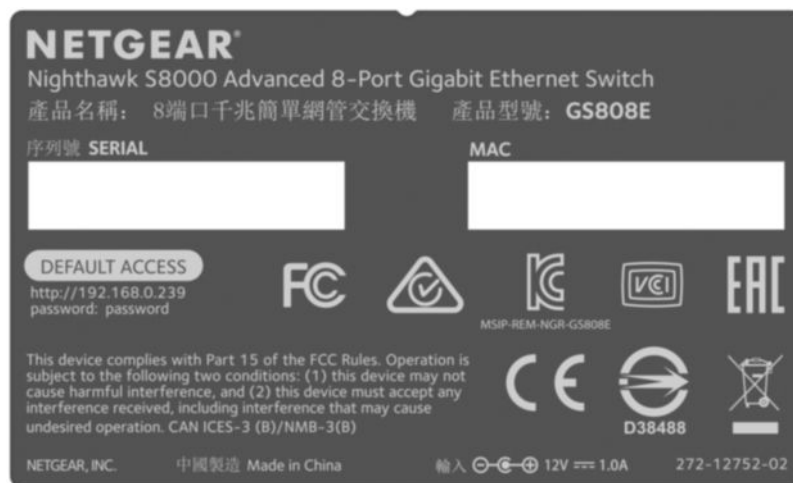 NETGEAR®
Nighthawk S8000 Advanced 8-Port Gigabit Ethernet Switch
產品名稱： 8端口千兆簡單網管交換機 產品型號：GS808E
序列號 SERIAL MAC
DEFAULT ACCESS
http://192.168.0.239
password: password
FC
VCI
EAC
MSIP-REM-NGR-GS808E
This device complies with Part 15 of the FCC Rules. Operation is
subject to the following two conditions: (1) this device may not
cause harmful interference, and (2) this device must accept any
interference received, including interference that may cause
undesired operation. CAN ICES-3 (B)/NMB-3(B)
CE
D38488
NETGEAR, INC. 中國製造 Made in China 輸入 12V 1.0A 272-12752-02